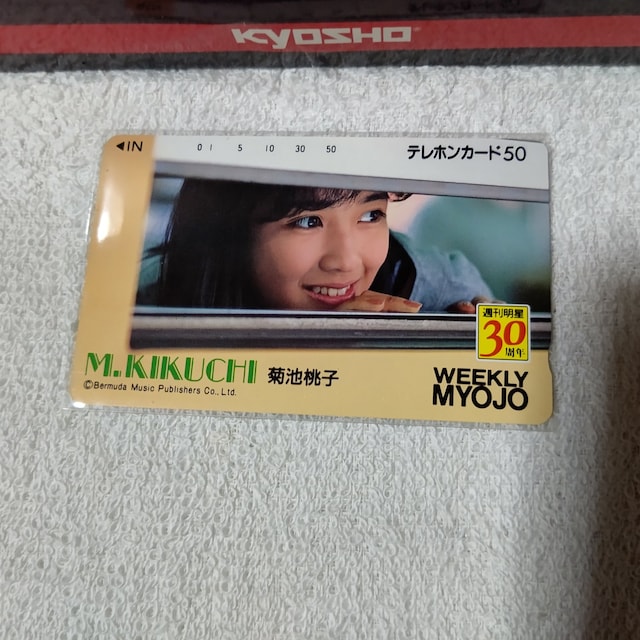 KYOSHO
◀IN
01 5 10 30 50
テレホンカード50
週刊明星
30
周年
M.KIKUCHI 菊池桃子
©Bermuda Music Publishers Co., Ltd.
WEEKLY
MYOJO